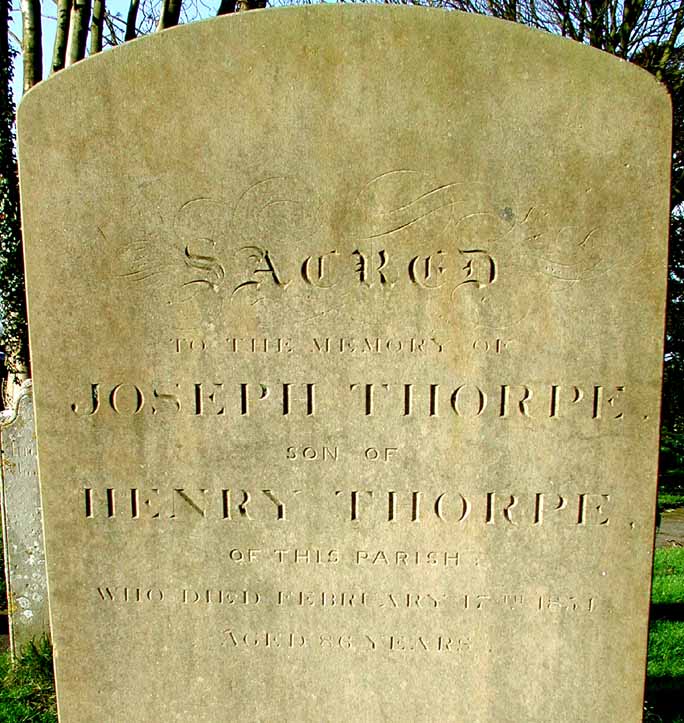 SACRED
TO THE MEMORY OF
JOSEPH THORPE.
SON OF
HENRY THORPE,
OF THIS PARISH.
WHO DIED FEBRUARY 17TH
AGED 86 YEARS.